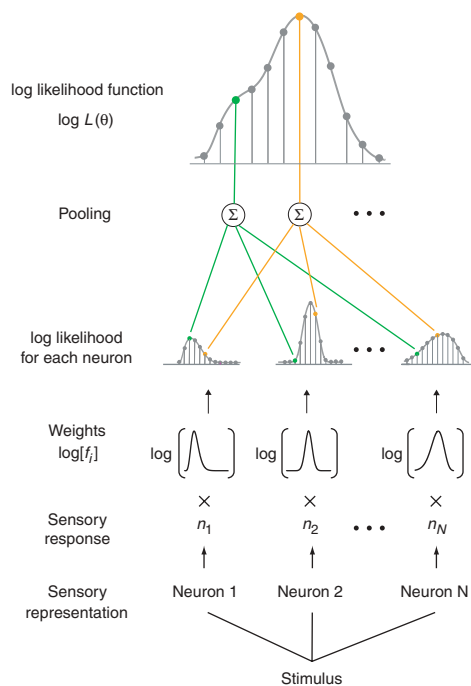 log likelihood function
log L(θ)
Pooling
Σ Σ
log likelihood
for each neuron
Weights
log[fᵢ]
log log log
× × ×
Sensory
response
n₁ n₂ n_N
Sensory
representation
Neuron 1 Neuron 2 Neuron N
Stimulus